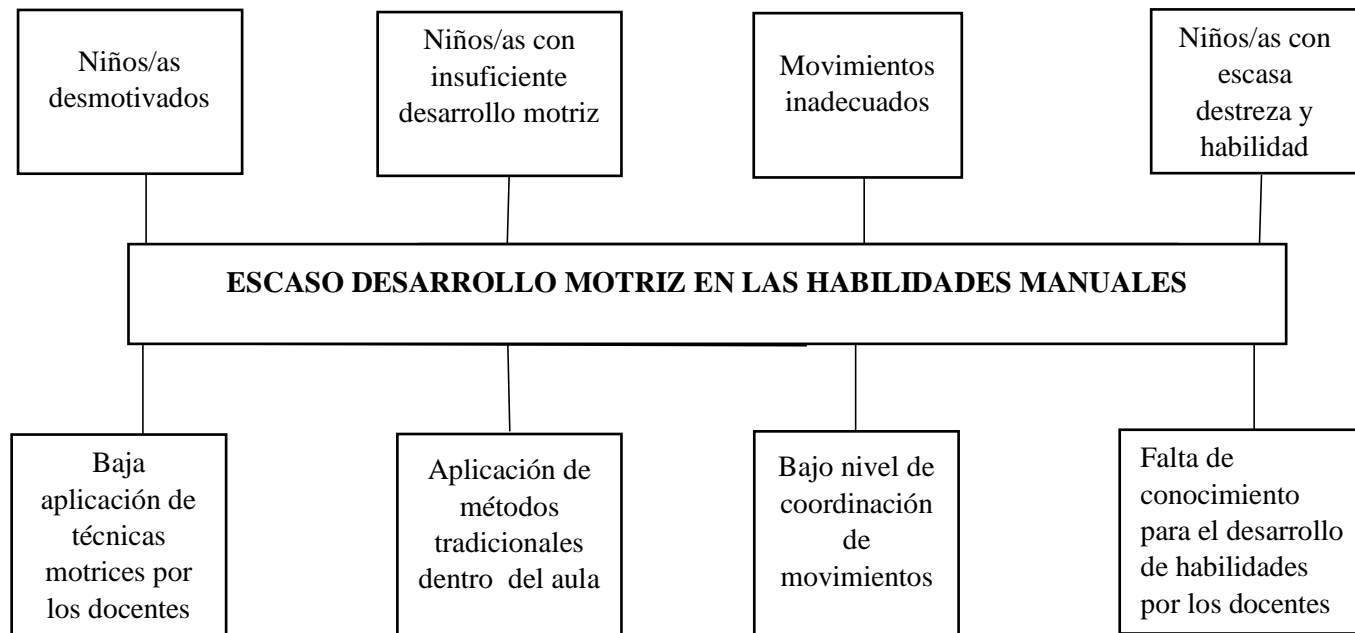 Niños/as
desmotivados
Niños/as con
insuficiente
desarrollo motriz
Movimientos
inadecuados
Niños/as con
escasa
destreza y
habilidad
ESCASO DESARROLLO MOTRIZ EN LAS HABILIDADES MANUALES
Baja
aplicación de
técnicas
motrices por
los docentes
Aplicación de
métodos
tradicionales
dentro del aula
Bajo nivel de
coordinación
de
movimientos
Falta de
conocimiento
para el desarrollo
de habilidades
por los docentes